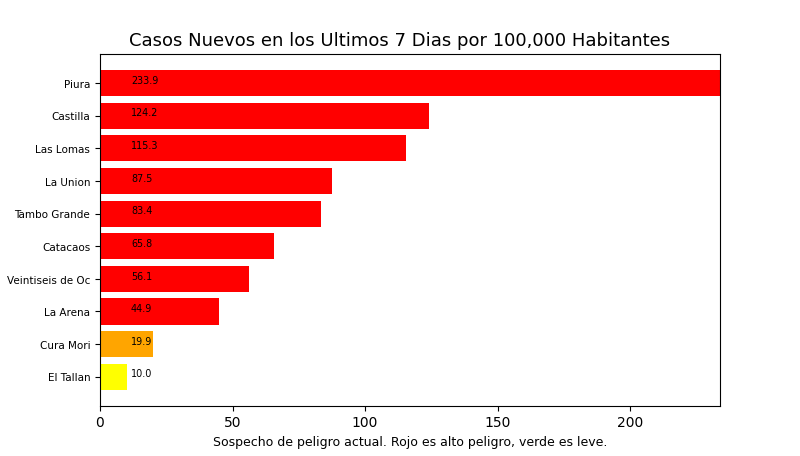 Casos Nuevos en los Ultimos 7 Dias por 100,000 Habitantes
Piura 233.9
Castilla 124.2
Las Lomas 115.3
La Union 87.5
Tambo Grande 83.4
Catacaos 65.8
Veintiseis de Oc 56.1
La Arena 44.9
Cura Mori 19.9
El Tallan 10.0
0 50 100 150 200
Sospecho de peligro actual. Rojo es alto peligro, verde es leve.